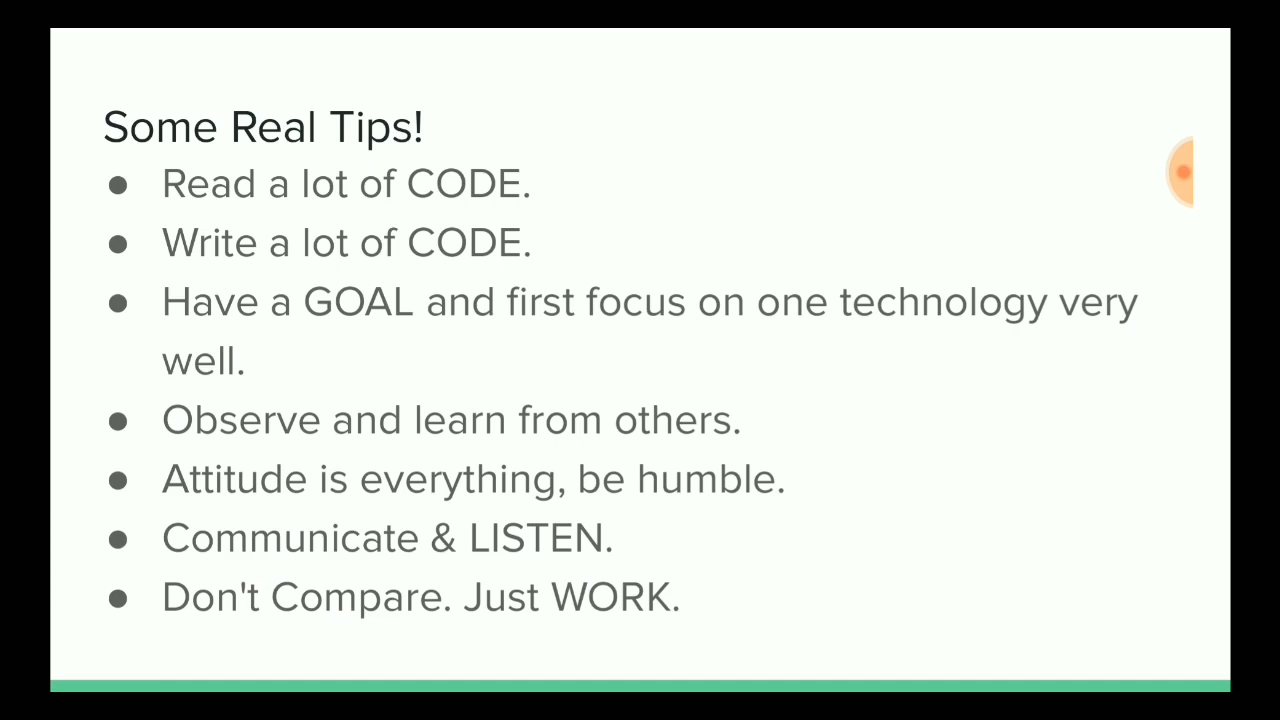 Some Real Tips!
● Read a lot of CODE.
● Write a lot of CODE.
● Have a GOAL and first focus on one technology very
well.
● Observe and learn from others.
● Attitude is everything, be humble.
● Communicate & LISTEN.
● Don't Compare. Just WORK.